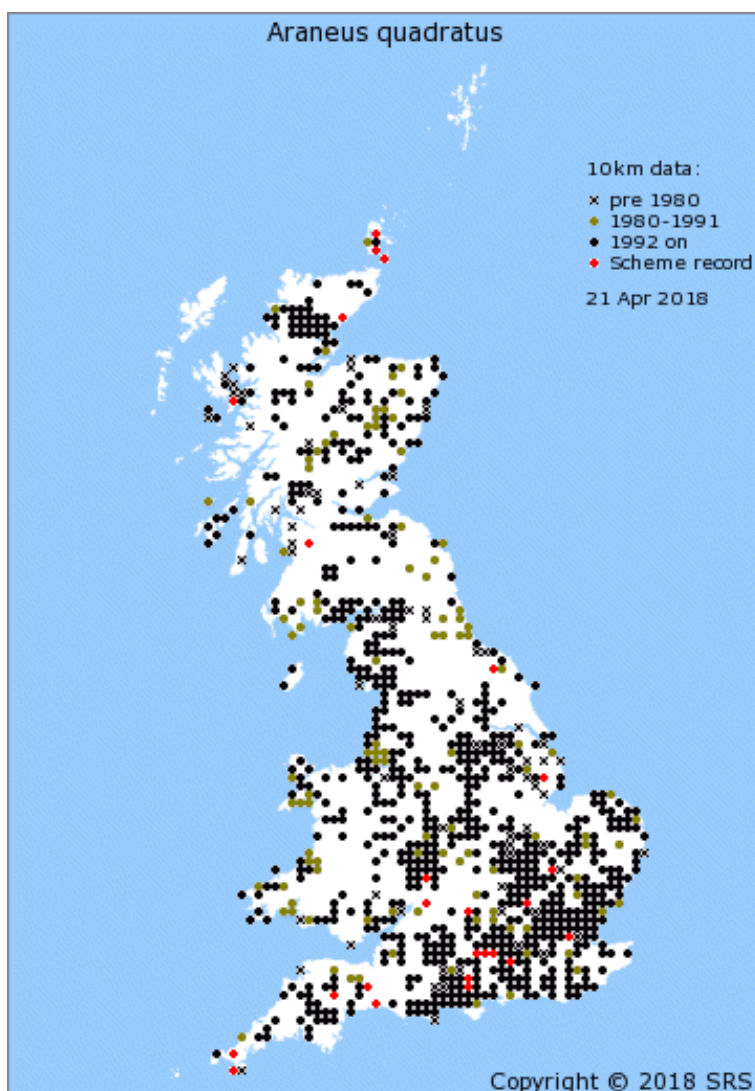 Araneus quadratus
10km data:
pre 1980
1980-1991
1992 on
Scheme record
21 Apr 2018
Copyright © 2018 SRS